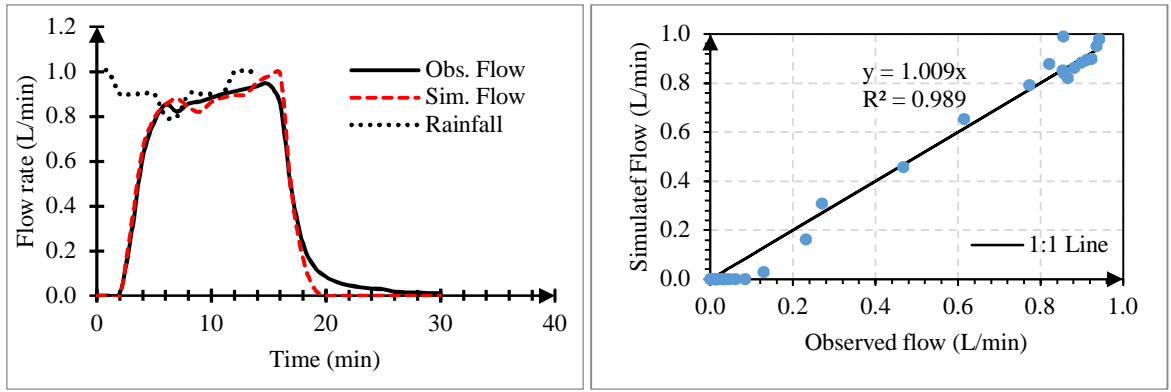 1.2
1.0
0.8
0.6
0.4
0.2
0.0
Flow rate (L/min)
Obs. Flow
Sim. Flow
Rainfall
0 10 20 30 40
Time (min)
1.0
0.8
0.6
0.4
0.2
0.0
Simulatef Flow (L/min)
y = 1.009x
R² = 0.989
1:1 Line
0.0 0.2 0.4 0.6 0.8 1.0
Observed flow (L/min)